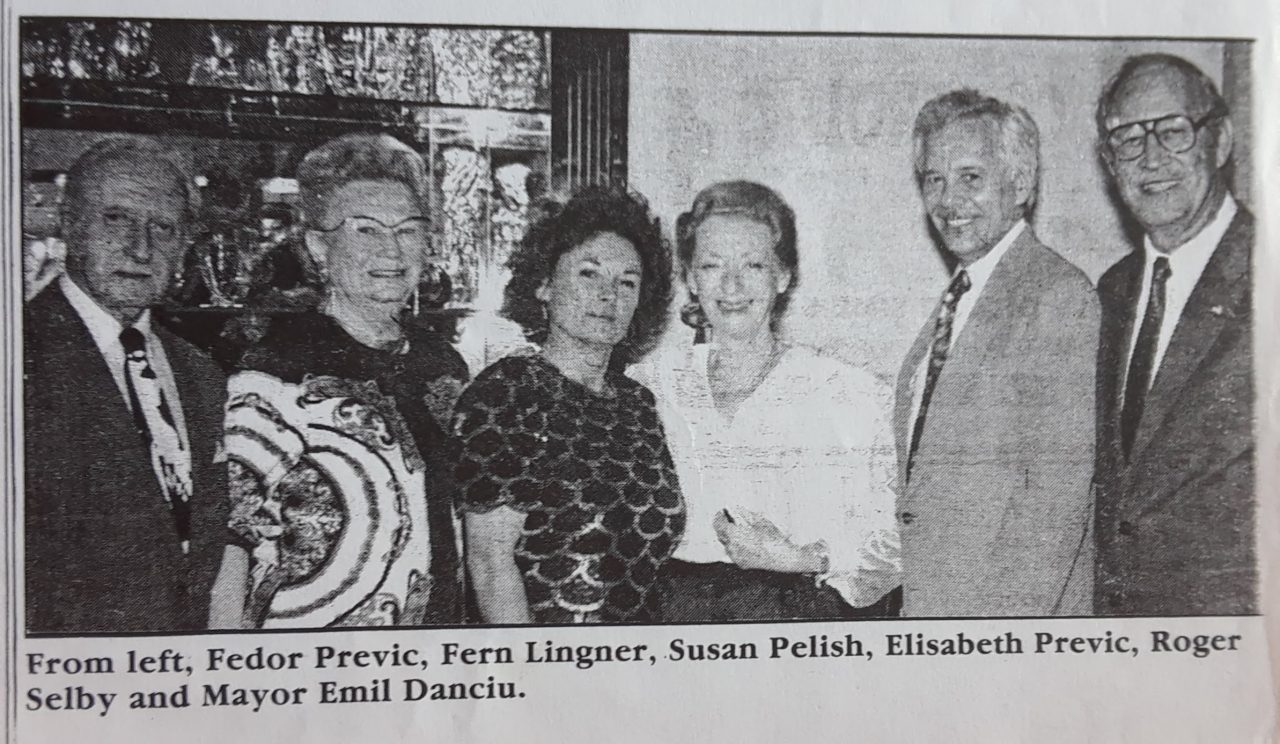 From left, Fedor Previc, Fern Lingner, Susan Pelish, Elisabeth Previc, Roger
Selby and Mayor Emil Danciu.